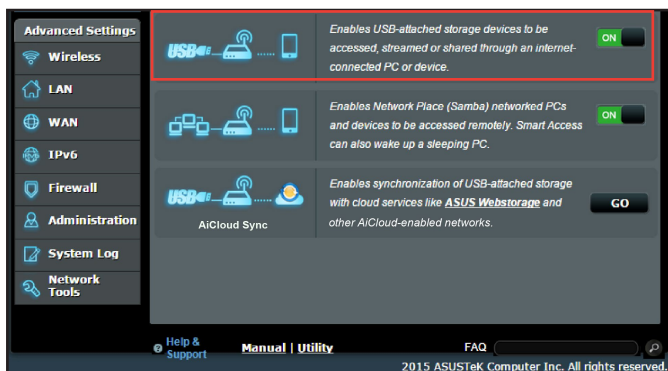 Advanced Settings
Wireless
LAN
WAN
IPv6
Firewall
Administration
System Log
Network
Tools
USB
Enables USB-attached storage devices to be
accessed, streamed or shared through an internet-
connected PC or device.
ON
Enables Network Place (Samba) networked PCs
and devices to be accessed remotely. Smart Access
can also wake up a sleeping PC.
ON
USB
AiCloud Sync
Enables synchronization of USB-attached storage
with cloud services like ASUS Webstorage and
other AiCloud-enabled networks.
GO
Help &
Support
Manual | Utility
FAQ
2015 ASUSTeK Computer Inc. All rights reserved.